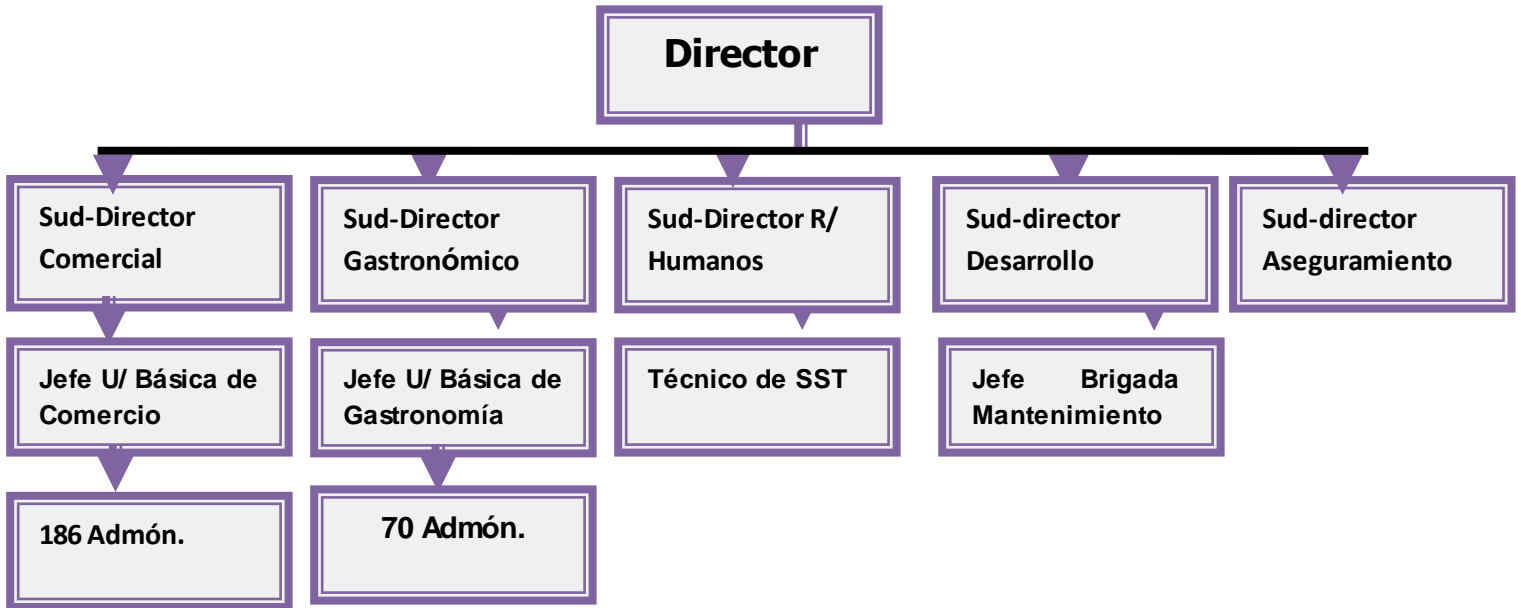 Director
Sud-Director
Comercial
Sud-Director
Gastronómico
Sud-Director R/
Humanos
Sud-director
Desarrollo
Sud-director
Aseguramiento
Jefe U/ Básica de
Comercio
Jefe U/ Básica de
Gastronomía
Técnico de SST
Jefe Brigada
Mantenimiento
186 Admón.
70 Admón.